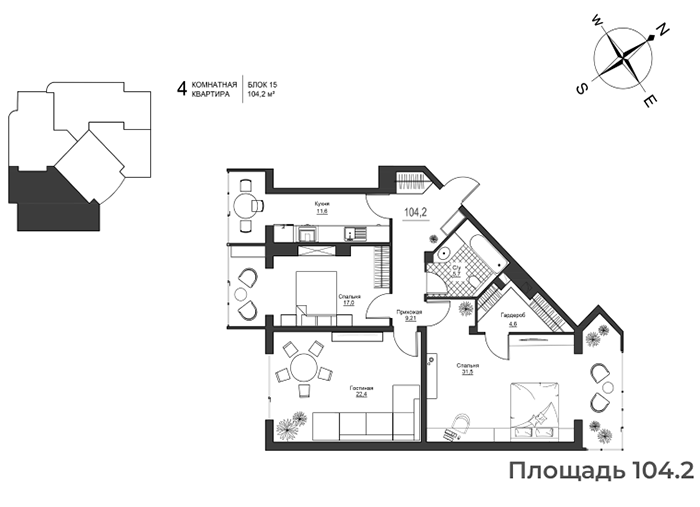 4 КОМНАТНАЯ КВАРТИРА
БЛОК 15
104,2 м²
W
N
S
E
Кухня
11,6
104,2
С/у
5,7
Спальня
17,0
Прихожая
9,21
Гардероб
4,6
Гостиная
22,4
Спальня
31,5
Площадь 104.2